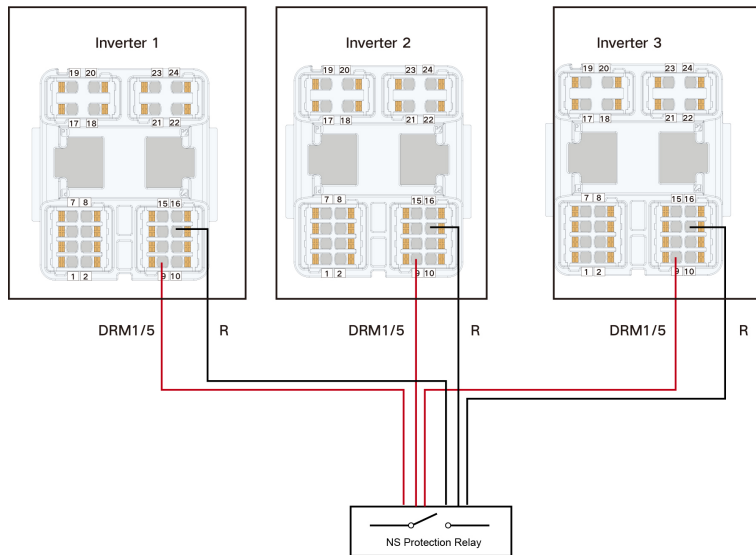 Inverter 1
Inverter 2
Inverter 3
19 20 23 24
19 20 23 24
19 20 23 24
17 18 21 22
17 18 21 22
17 18 21 22
7 8 15 16
7 8 15 16
7 8 15 16
1 2 9 10
1 2 9 10
1 2 9 10
DRM1/5 R
DRM1/5 R
DRM1/5 R
NS Protection Relay